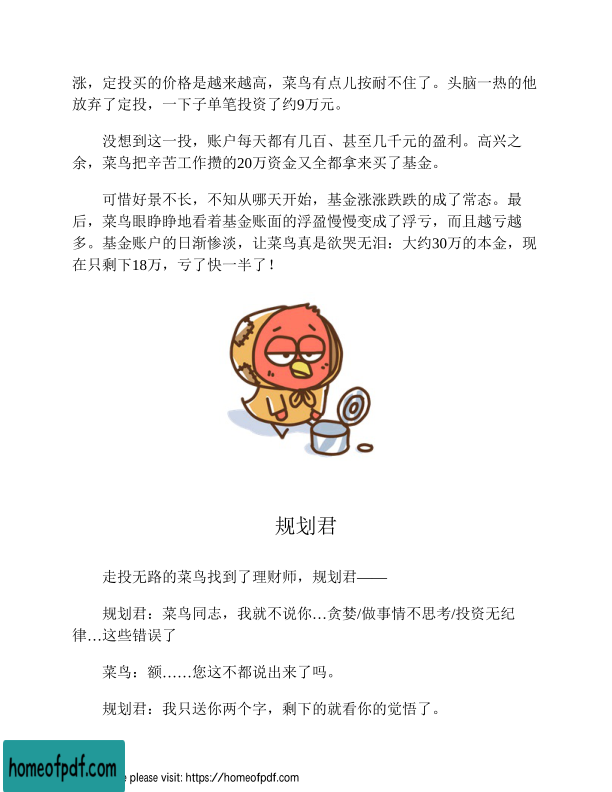 涨，定投买的价格是越来越高，菜鸟有点儿按耐不住了。头脑一热的他
放弃了定投，一下子单笔投资了约9万元。
没想到这一投，账户每天都有几百、甚至几千元的盈利。高兴之
余，菜鸟把辛苦工作攒的20万资金又全都拿来买了基金。
可惜好景不长，不知从哪天开始，基金涨涨跌跌的成了常态。最
后，菜鸟眼睁睁地看着基金账面的浮盈慢慢变成了浮亏，而且越亏越
多。基金账户的日渐惨淡，让菜鸟真是欲哭无泪：大约30万的本金，现
在只剩下18万，亏了快一半了！
规划君
走投无路的菜鸟找到了理财师，规划君——
规划君：菜鸟同志，我就不说你…贪婪/做事情不思考/投资无纪
律…这些错误了
菜鸟：额……您这不都说出来了吗。
规划君：我只送你两个字，剩下的就看你的觉悟了。
homeofpdf.com
e please visit: https://homeofpdf.com